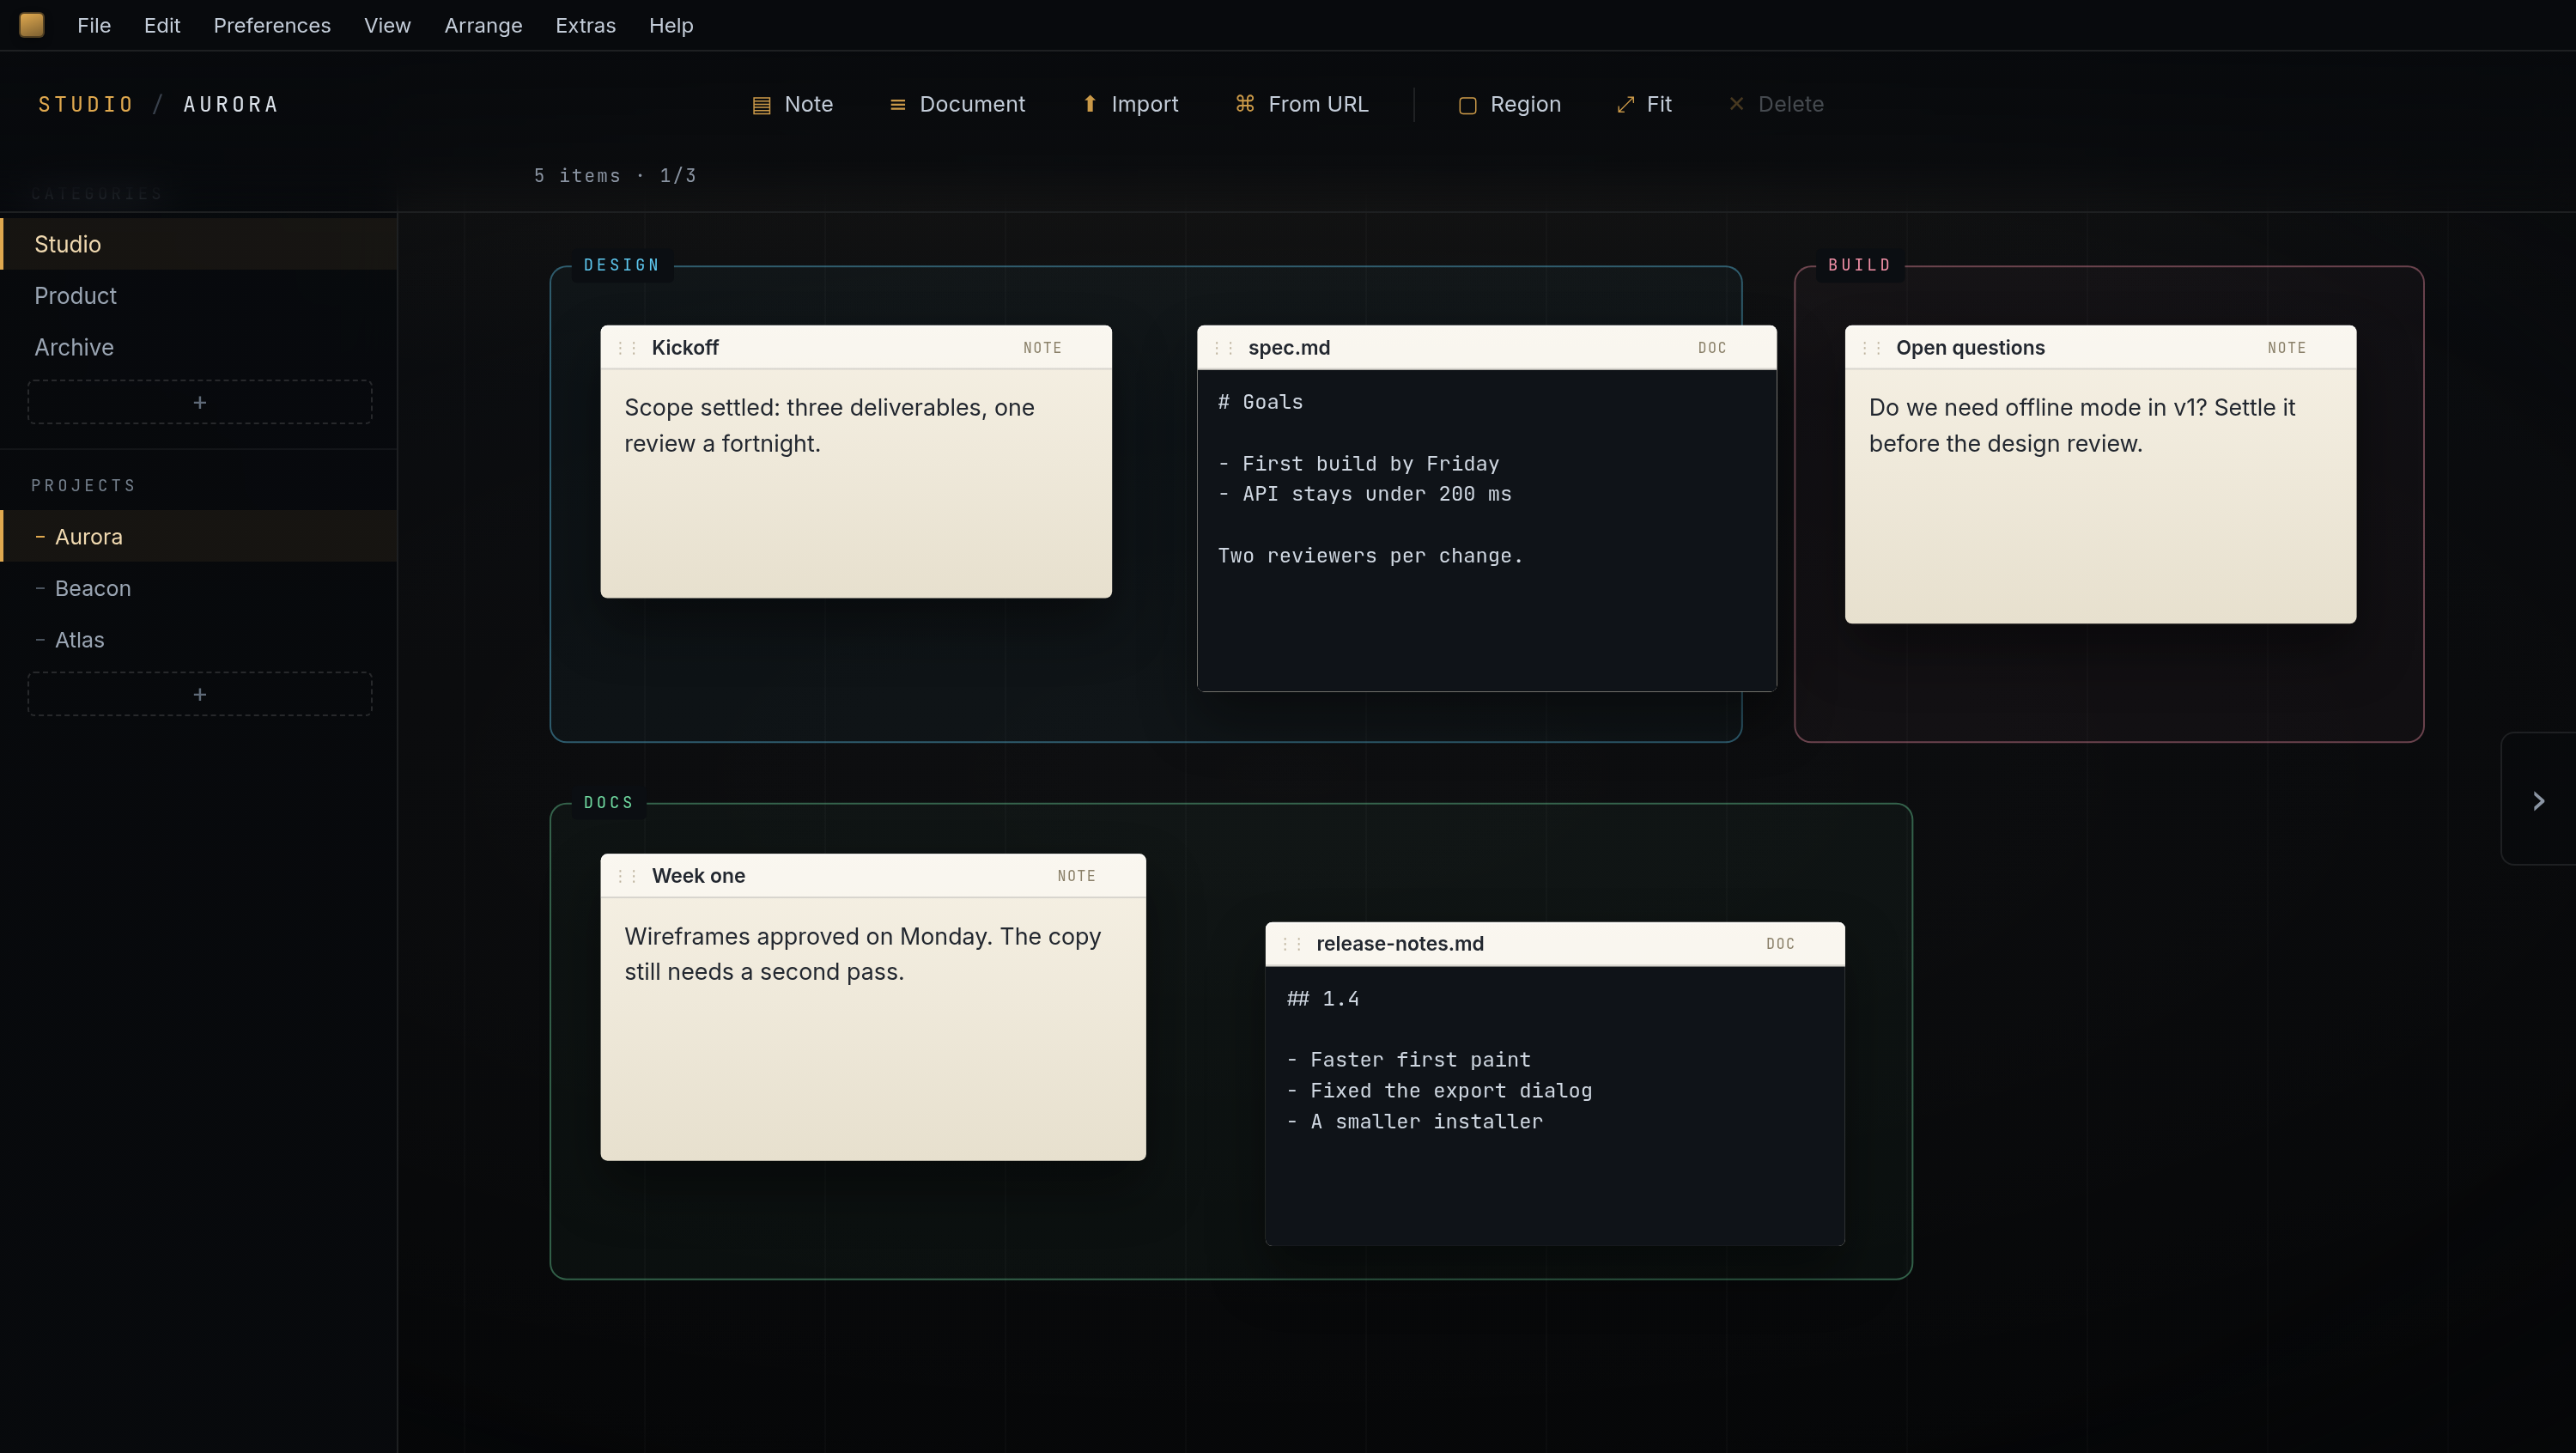 File Edit Preferences View Arrange Extras Help
STUDIO / AURORA
Note Document Import From URL Region Fit Delete
5 items · 1/3
CATEGORIES
Studio
Product
Archive
+
PROJECTS
– Aurora
– Beacon
– Atlas
+
DESIGN
Kickoff NOTE
Scope settled: three deliverables, one
review a fortnight.
spec.md DOC
# Goals
- First build by Friday
- API stays under 200 ms
Two reviewers per change.
BUILD
Open questions NOTE
Do we need offline mode in v1? Settle it
before the design review.
DOCS
Week one NOTE
Wireframes approved on Monday. The copy
still needs a second pass.
release-notes.md DOC
## 1.4
- Faster first paint
- Fixed the export dialog
- A smaller installer